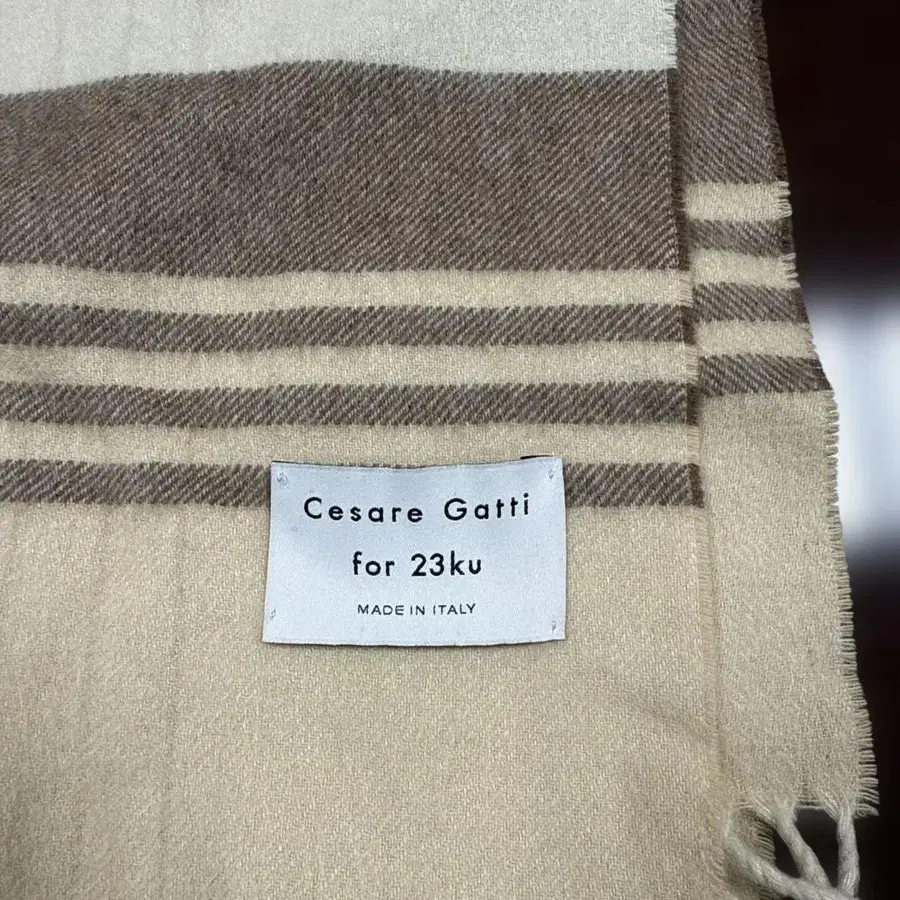 Cesare Gatti
for 23ku
MADE IN ITALY